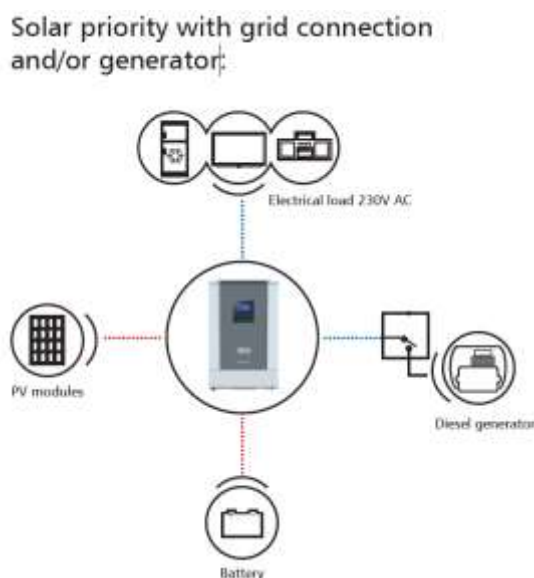 Solar priority with grid connection
and/or generator:
Electrical load 230V AC
PV modules
Diesel generator
Battery